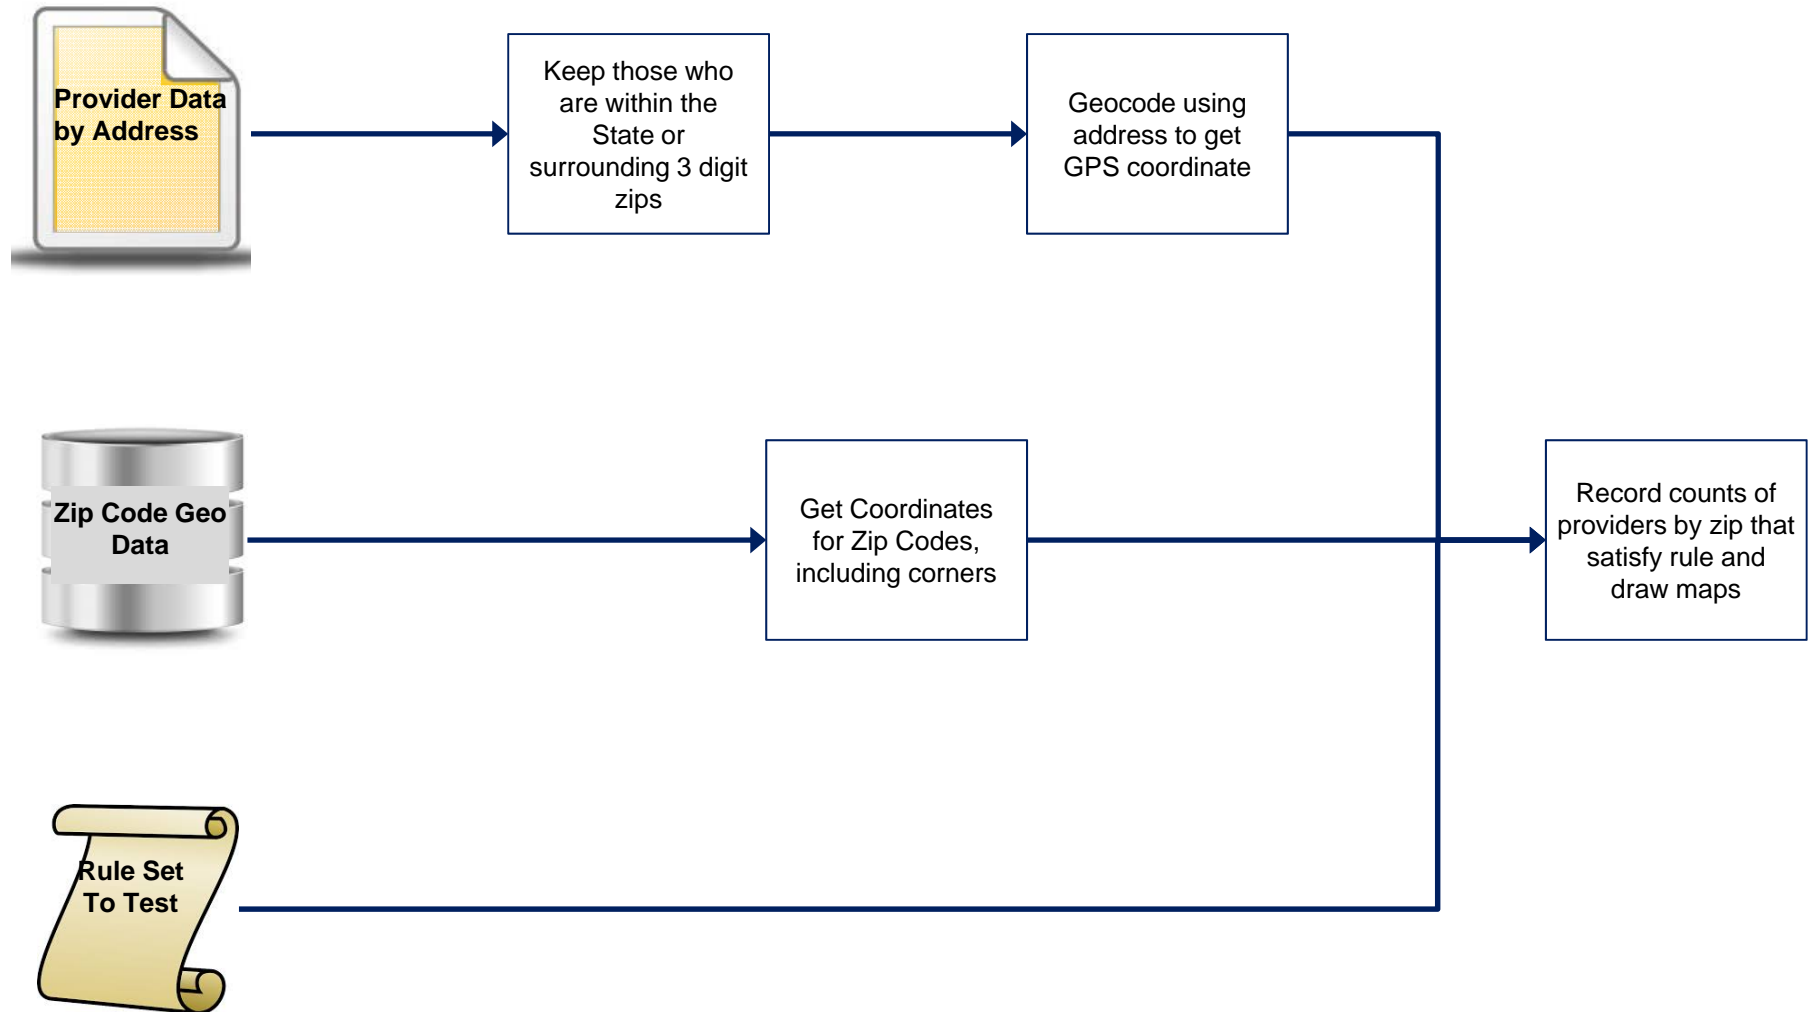 Provider Data
by Address
Keep those who
are within the
State or
surrounding 3 digit
zips
Geocode using
address to get
GPS coordinate
Zip Code Geo
Data
Get Coordinates
for Zip Codes,
including corners
Record counts of
providers by zip that
satisfy rule and
draw maps
Rule Set
To Test